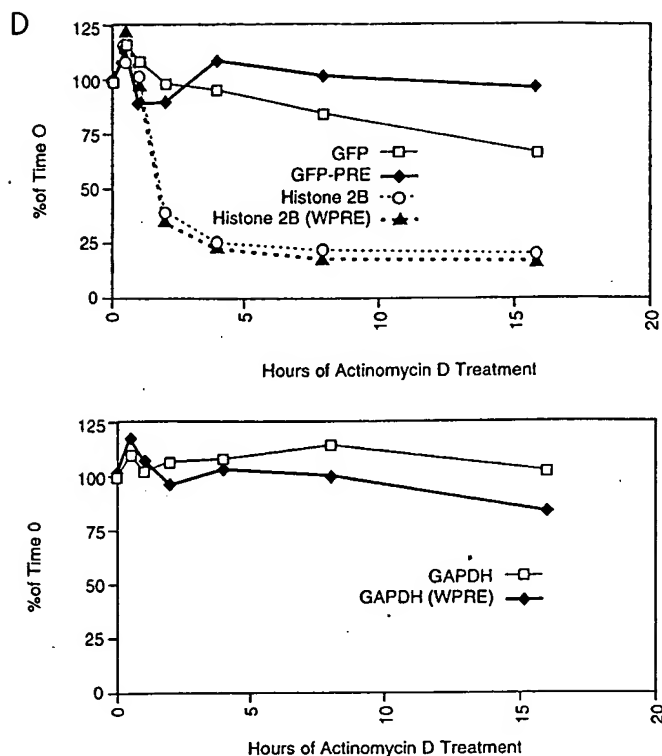 D
125
100
75
50
25
0
%of Time O
GFP
GFP-PRE
Histone 2B
Histone 2B (WPRE)
0
5
10
15
20
Hours of Actinomycin D Treatment
125
100
75
50
25
0
%of Time 0
GAPDH
GAPDH (WPRE)
0
5
10
15
20
Hours of Actinomycin D Treatment